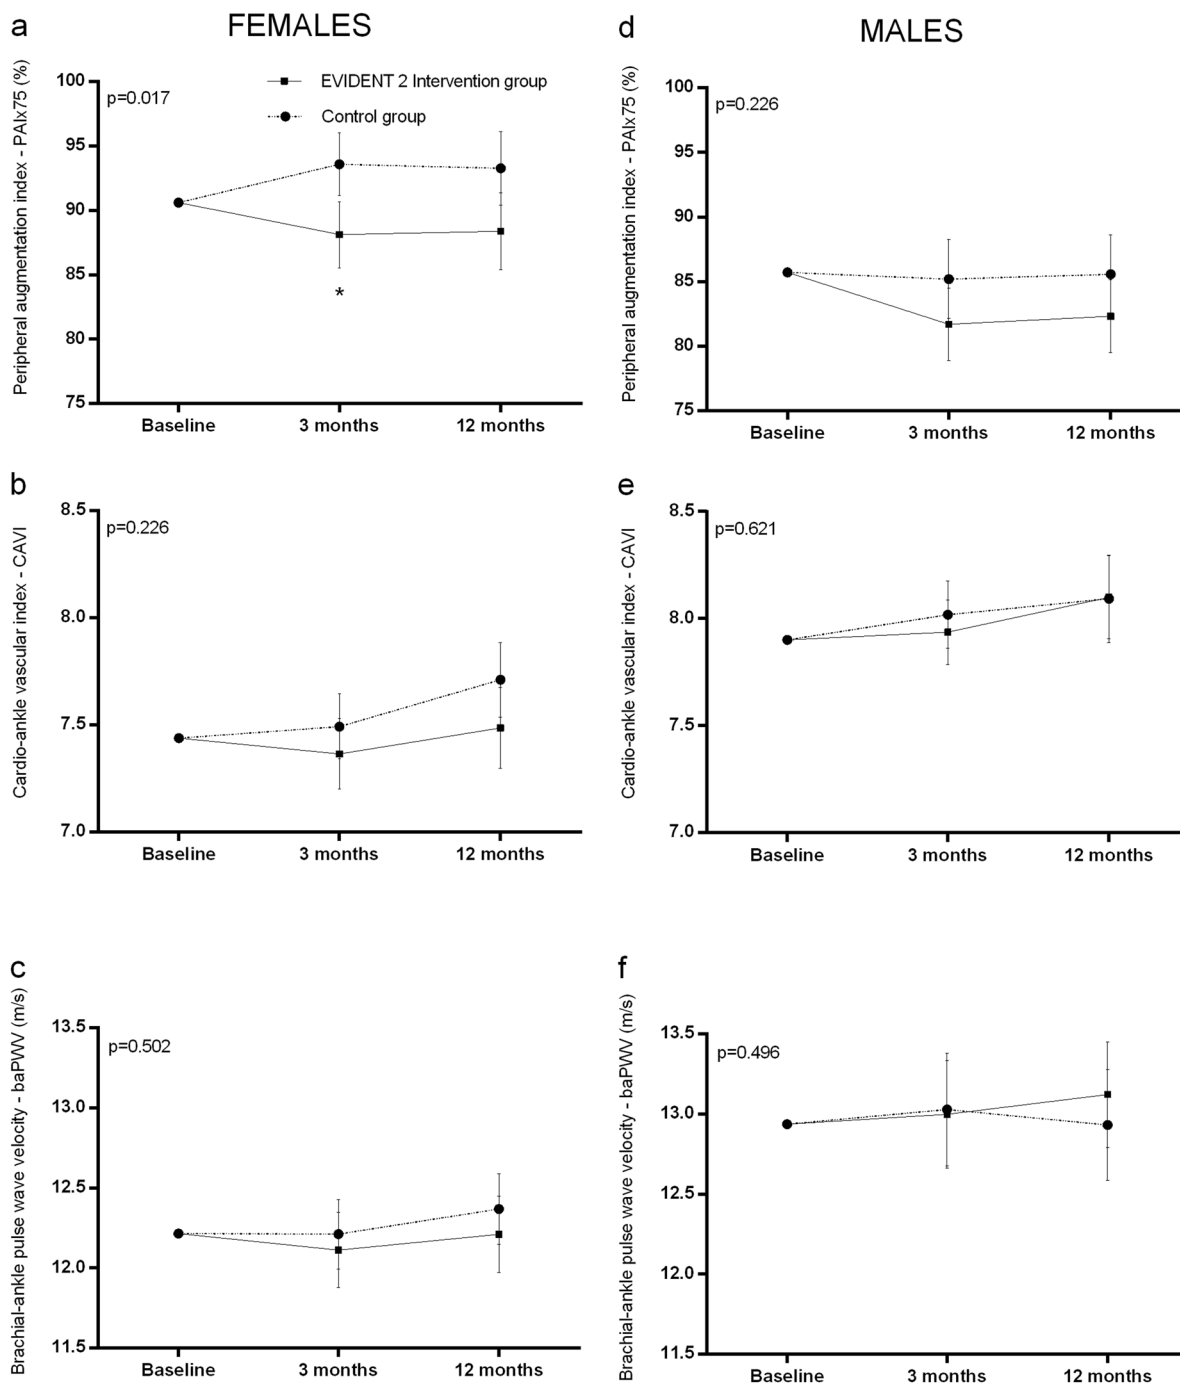 a
FEMALES
Peripheral augmentation index - PAIx75 (%)
100
95
90
85
80
75
p=0.017
EVIDENT 2 Intervention group
Control group
*
Baseline
3 months
12 months
d
MALES
Peripheral augmentation index - PAIx75 (%)
100
95
90
85
80
75
p=0.226
Baseline
3 months
12 months
b
Cardio-ankle vascular index - CAVI
8.5
8.0
7.5
7.0
p=0.226
Baseline
3 months
12 months
e
Cardio-ankle vascular index - CAVI
8.5
8.0
7.5
7.0
p=0.621
Baseline
3 months
12 months
c
Brachial-ankle pulse wave velocity - baPWV (m/s)
13.5
13.0
12.5
12.0
11.5
p=0.502
Baseline
3 months
12 months
f
Brachial-ankle pulse wave velocity - baPWV (m/s)
13.5
13.0
12.5
12.0
11.5
p=0.496
Baseline
3 months
12 months